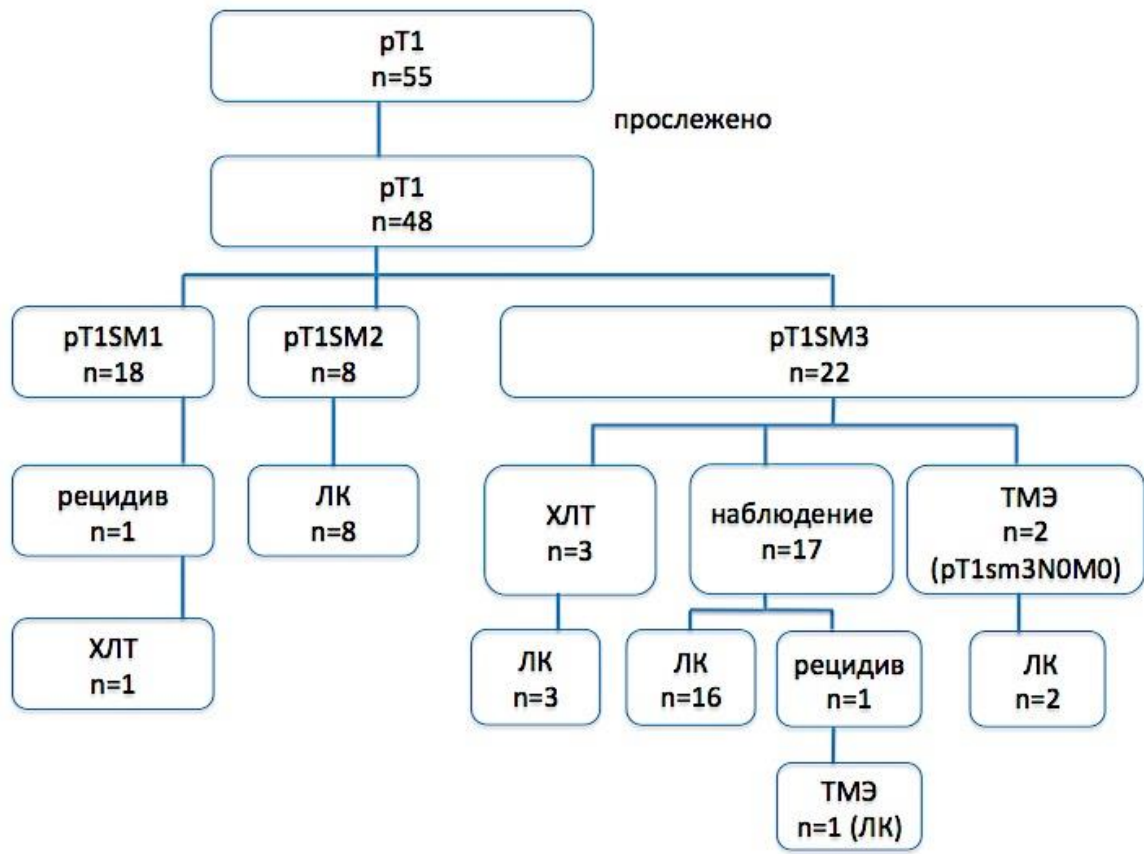 pT1
n=55
прослежено
pT1
n=48
pT1SM1
n=18
pT1SM2
n=8
pT1SM3
n=22
рецидив
n=1
ЛК
n=8
ХЛТ
n=3
наблюдение
n=17
ТМЭ
n=2
(pT1sm3N0M0)
ХЛТ
n=1
ЛК
n=3
ЛК
n=16
рецидив
n=1
ЛК
n=2
ТМЭ
n=1 (ЛК)